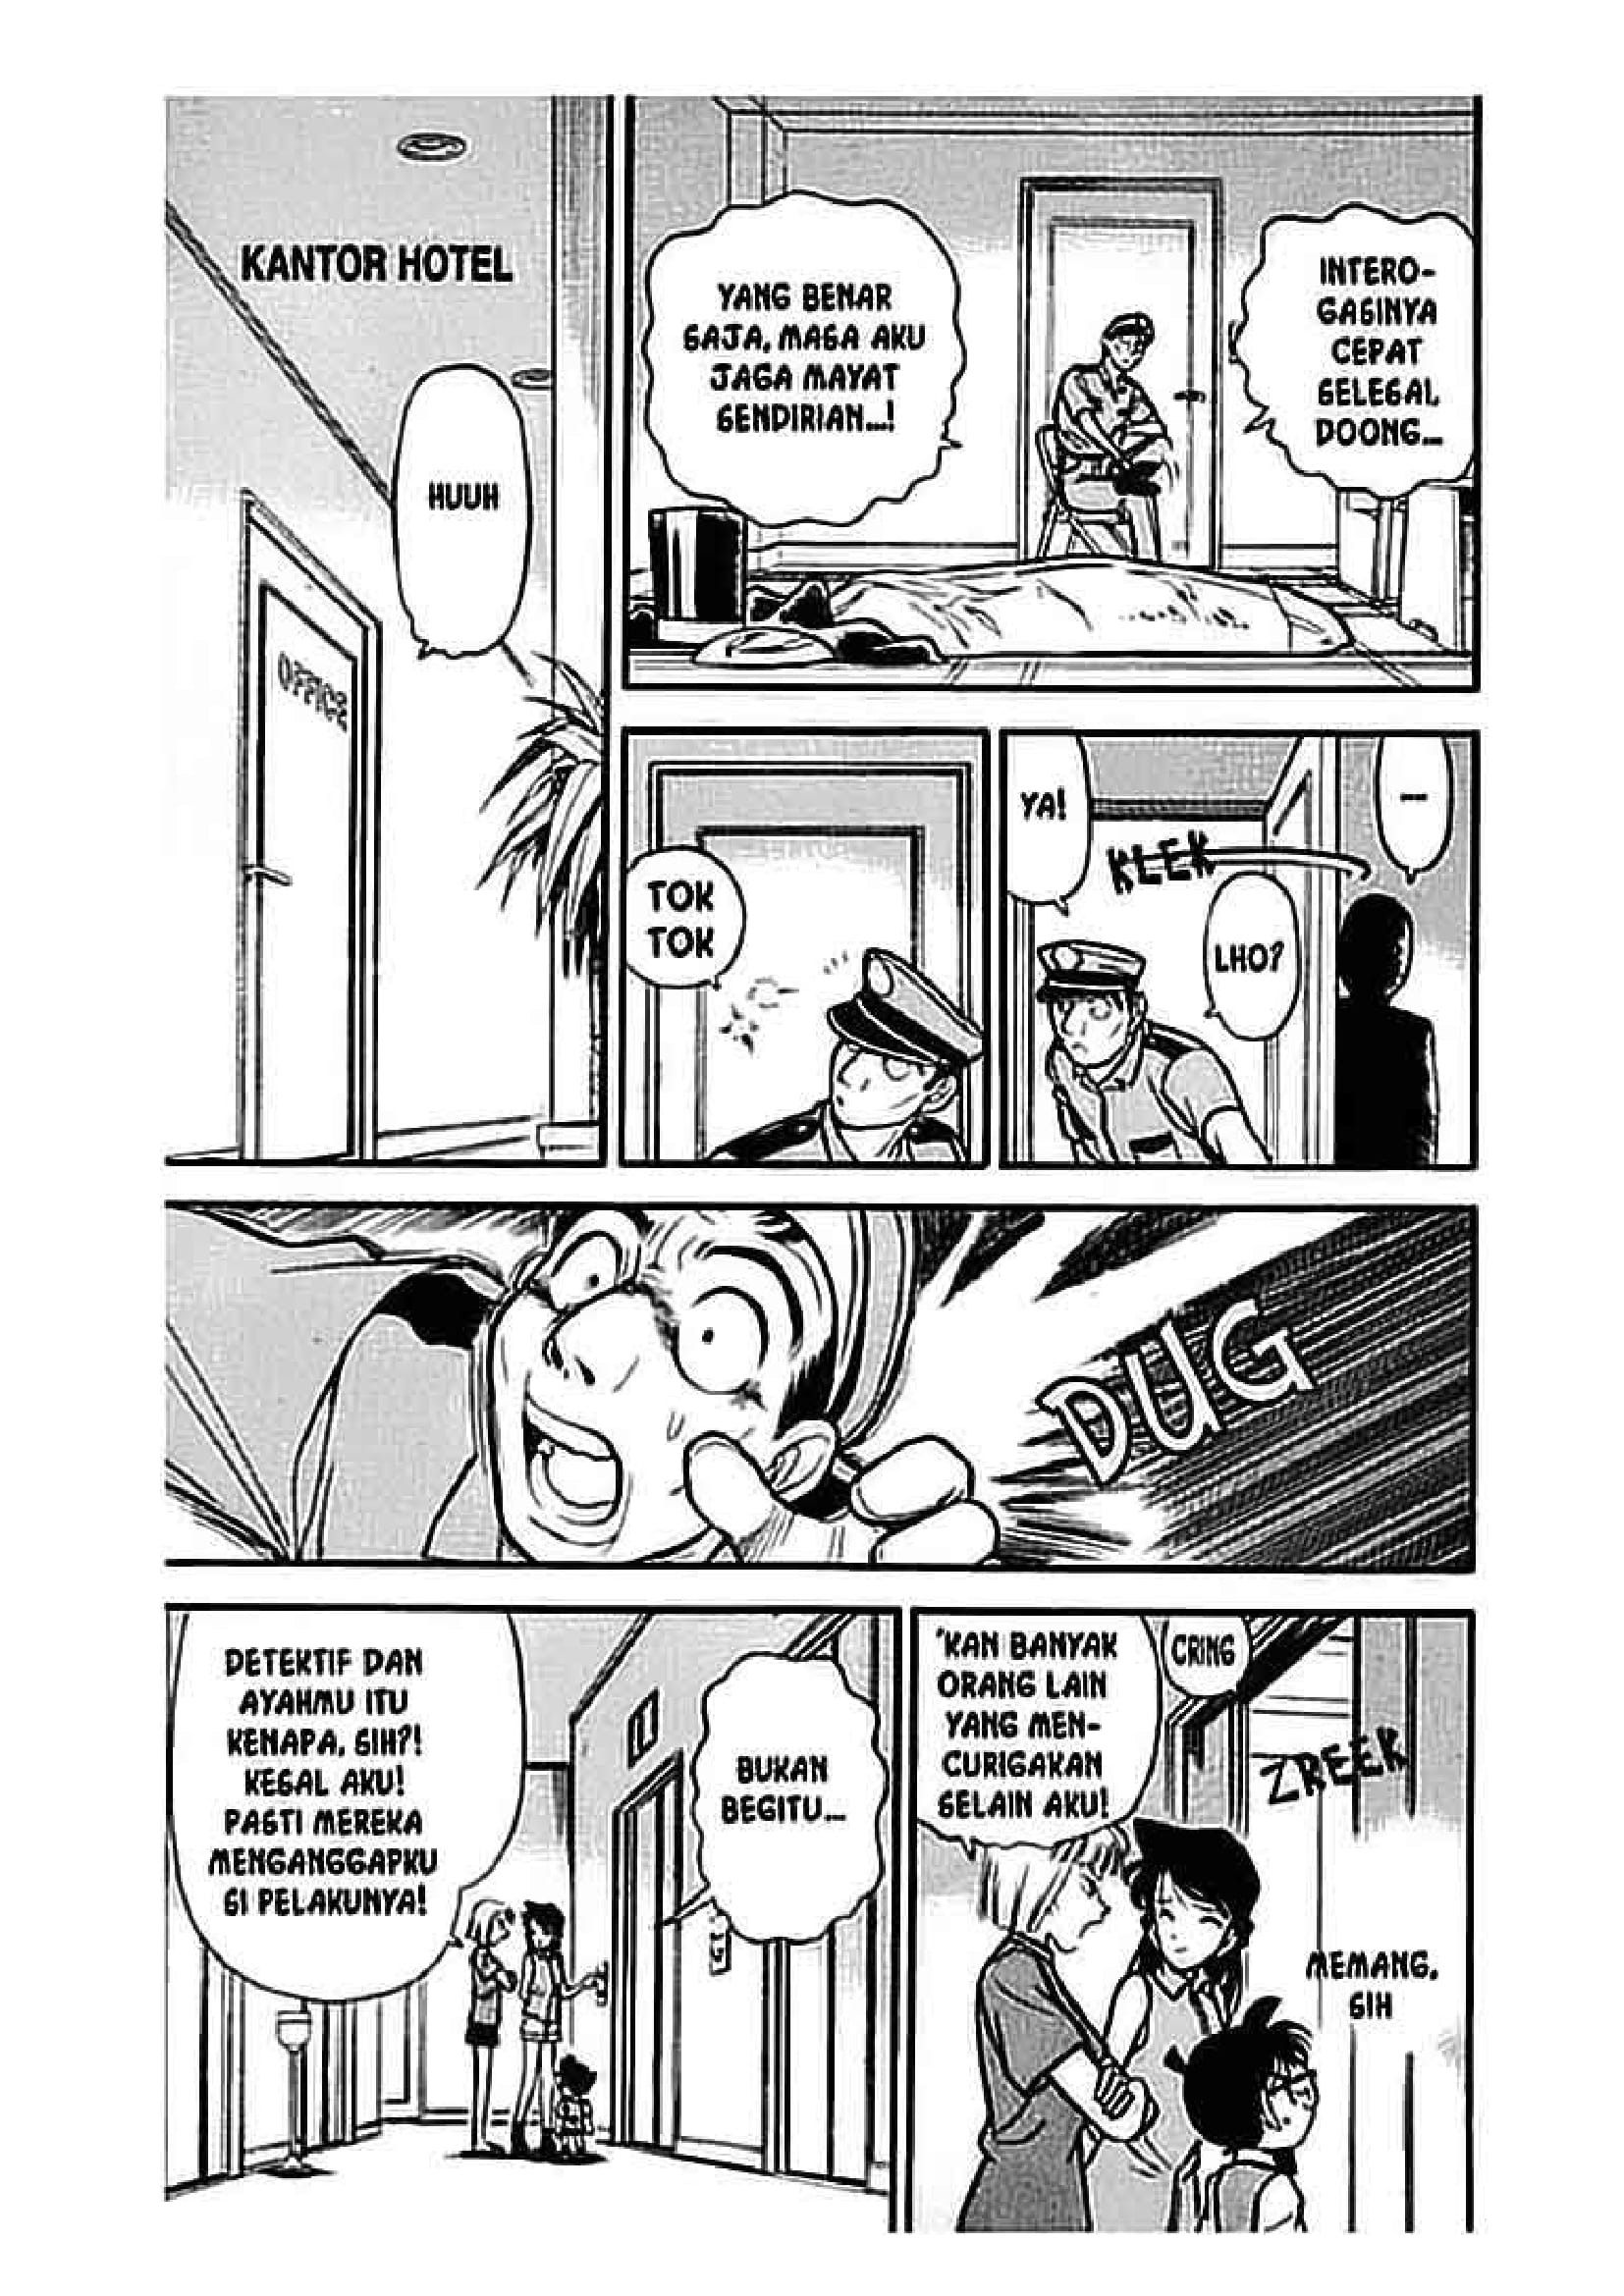 KANTOR HOTEL
HUUH
OFFICE
YANG BENAR
SAJA, MASA AKU
JAGA MAYAT
SENDIRIAN...!
INTERO-
GASINYA
CEPAT
SELESAI,
DOONG...
TOK
TOK
YA!
KLEK
LHO?
...
DUG
DETEKTIF DAN
AYAHMU ITU
KENAPA, SIH?!
KESAL AKU!
PASTI MEREKA
MENGANGGAPKU
SI PELAKUNYA!
11
BUKAN
BEGITU...
'KAN BANYAK
ORANG LAIN
YANG MEN-
CURIGAKAN
SELAIN AKU!
CRING
ZREEK
MEMANG,
SIH